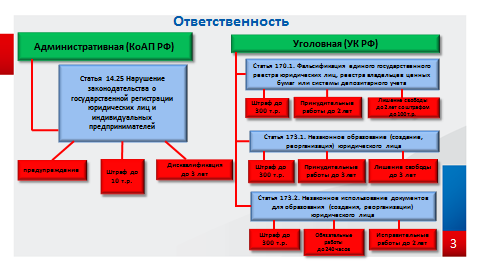 Ответственность
Административная (КоАП РФ)
Статья 14.25 Нарушение
законодательства о
государственной регистрации
юридических лиц и
индивидуальных
предпринимателей
предупреждение
Штраф до
10 т.р.
Дисквалификация
до 3 лет
Уголовная (УК РФ)
Статья 170.1. Фальсификация единого государственного
реестра юридических лиц, реестра владельцев ценных
бумаг или системы депозитарного учета
Штраф до
300 т.р.
Принудительные
работы до 2 лет
Лишение свободы
до 2 лет со штрафом
Статья 173.1. Незаконное образование (создание,
реорганизация) юридического лица
Штраф до
300 т.р.
Принудительные
работы до 3 лет
Лишение свободы
до 3 лет
Статья 173.2. Незаконное использование документов
для образования (создания, реорганизации)
юридического лица
Штраф до
300 т.р.
Обязательные
работы
до 240 часов
Исправительные
работы до 2 лет
3